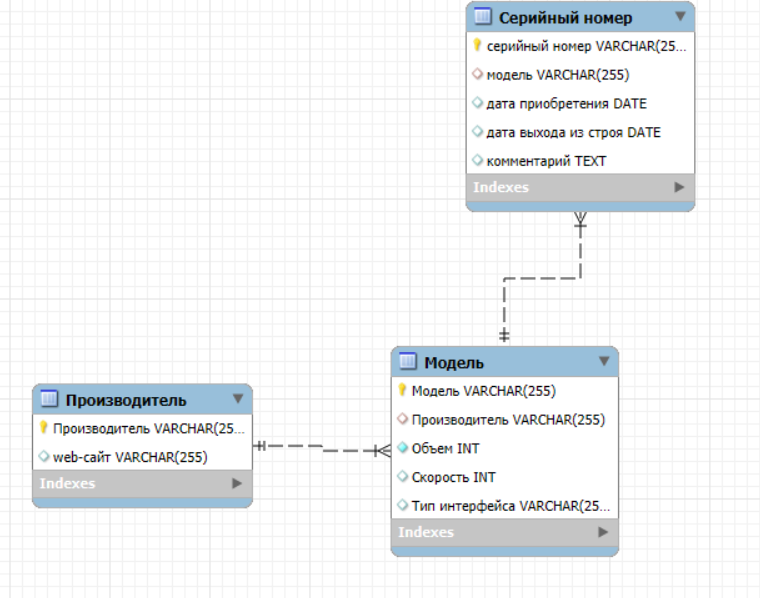 Серийный номер
серийный номер VARCHAR(25...
модель VARCHAR(255)
дата приобретения DATE
дата выхода из строя DATE
комментарий TEXT
Indexes
Производитель
Производитель VARCHAR(25...
web-сайт VARCHAR(255)
Indexes
Модель
Модель VARCHAR(255)
Производитель VARCHAR(255)
Объем INT
Скорость INT
Тип интерфейса VARCHAR(25...
Indexes